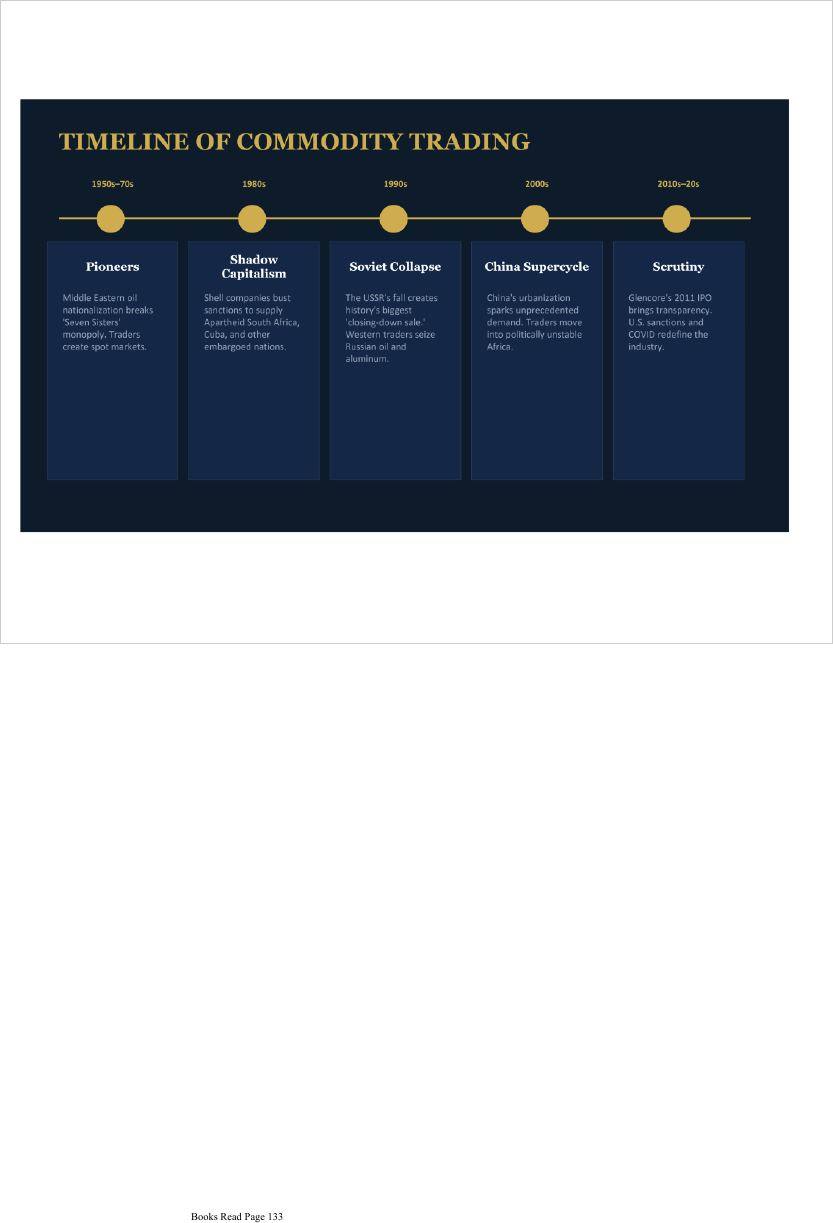 TIMELINE OF COMMODITY TRADING
1950s–70s
1980s
1990s
2000s
2010s–20s
Pioneers
Middle Eastern oil
nationalization breaks
'Seven Sisters'
monopoly. Traders
create spot markets.
Shadow
Capitalism
Shell companies bust
sanctions to supply
Apartheid South Africa,
Cuba, and other
embargoed nations.
Soviet Collapse
The USSR's fall creates
history's biggest
'closing-down sale.'
Western traders seize
Russian oil and
aluminum.
China Supercycle
China's urbanization
sparks unprecedented
demand. Traders move
into politically unstable
Africa.
Scrutiny
Glencore's 2011 IPO
brings transparency.
U.S. sanctions and
COVID redefine the
industry.
Books Read Page 133